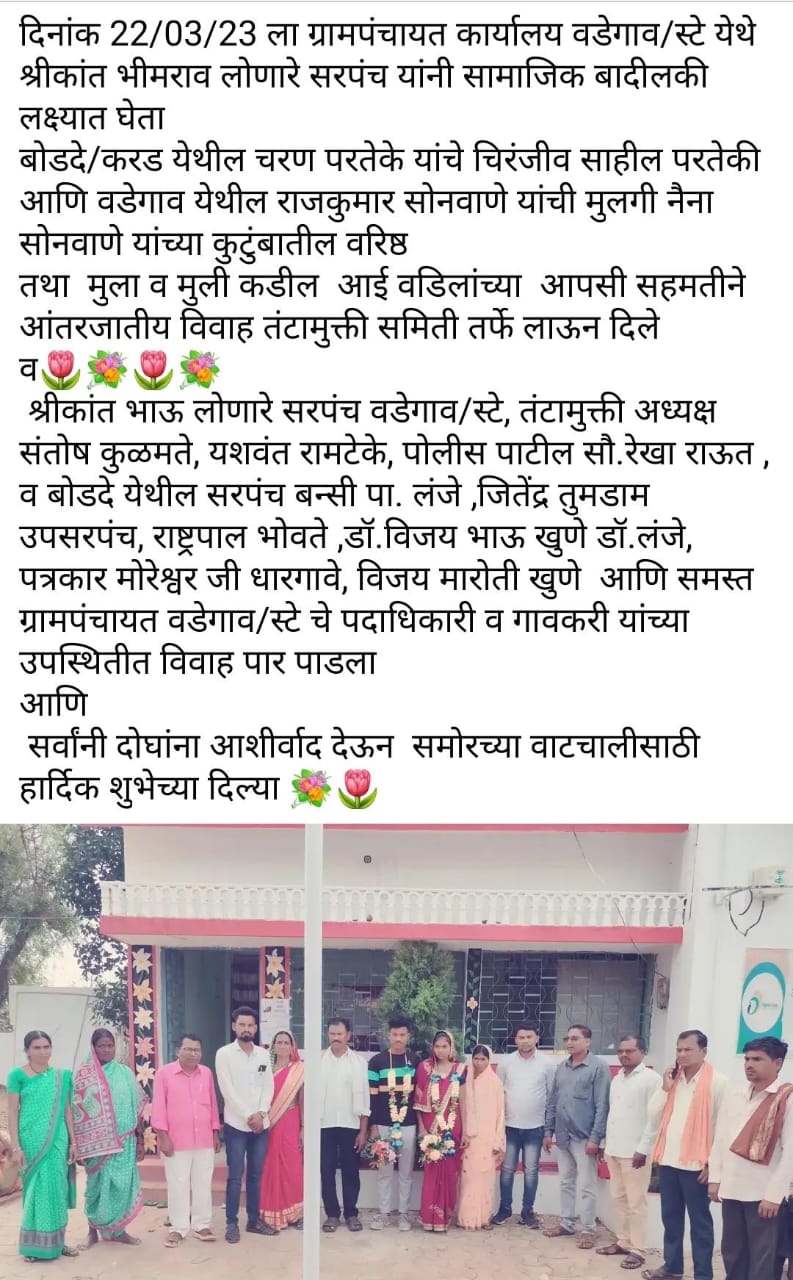 दिनांक 22/03/23 ला ग्रामपंचायत कार्यालय वडेगाव/स्टे येथे
श्रीकांत भीमराव लोणारे सरपंच यांनी सामाजिक बादीलकी
लक्ष्यात घेता
बोडदे/करड येथील चरण परतेके यांचे चिरंजीव साहील परतेकी
आणि वडेगाव येथील राजकुमार सोनवाणे यांची मुलगी नैना
सोनवाणे यांच्या कुटुंबातील वरिष्ठ
तथा मुला व मुली कडील आई वडिलांच्या आपसी सहमतीने
आंतरजातीय विवाह तंटामुक्ती समिती तर्फे लाऊन दिले
व🌷💐🌷💐
श्रीकांत भाऊ लोणारे सरपंच वडेगाव/स्टे, तंटामुक्ती अध्यक्ष
संतोष कुळमते, यशवंत रामटेके, पोलीस पाटील सौ.रेखा राऊत ,
व बोडदे येथील सरपंच बन्सी पा. लंजे ,जितेंद्र तुमडाम
उपसरपंच, राष्ट्रपाल भोवते ,डॉ.विजय भाऊ खुणे डॉ.लंजे,
पत्रकार मोरेश्वर जी धारगावे, विजय मारोती खुणे आणि समस्त
ग्रामपंचायत वडेगाव/स्टे चे पदाधिकारी व गावकरी यांच्या
उपस्थितीत विवाह पार पाडला
आणि
सर्वांनी दोघांना आशीर्वाद देऊन समोरच्या वाटचालीसाठी
हार्दिक शुभेच्या दिल्या 💐🌷